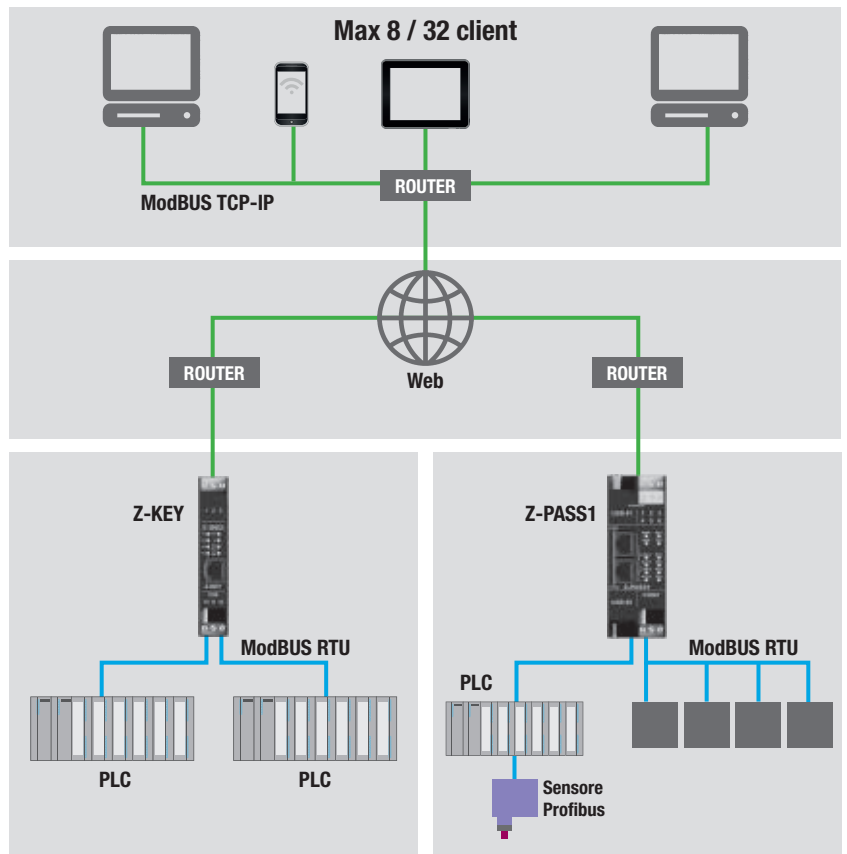 Max 8 / 32 client
ROUTER
ModBUS TCP-IP
Web
ROUTER
ROUTER
Z-KEY
Z-PASS1
ModBUS RTU
ModBUS RTU
PLC
PLC
PLC
Sensore
Profibus